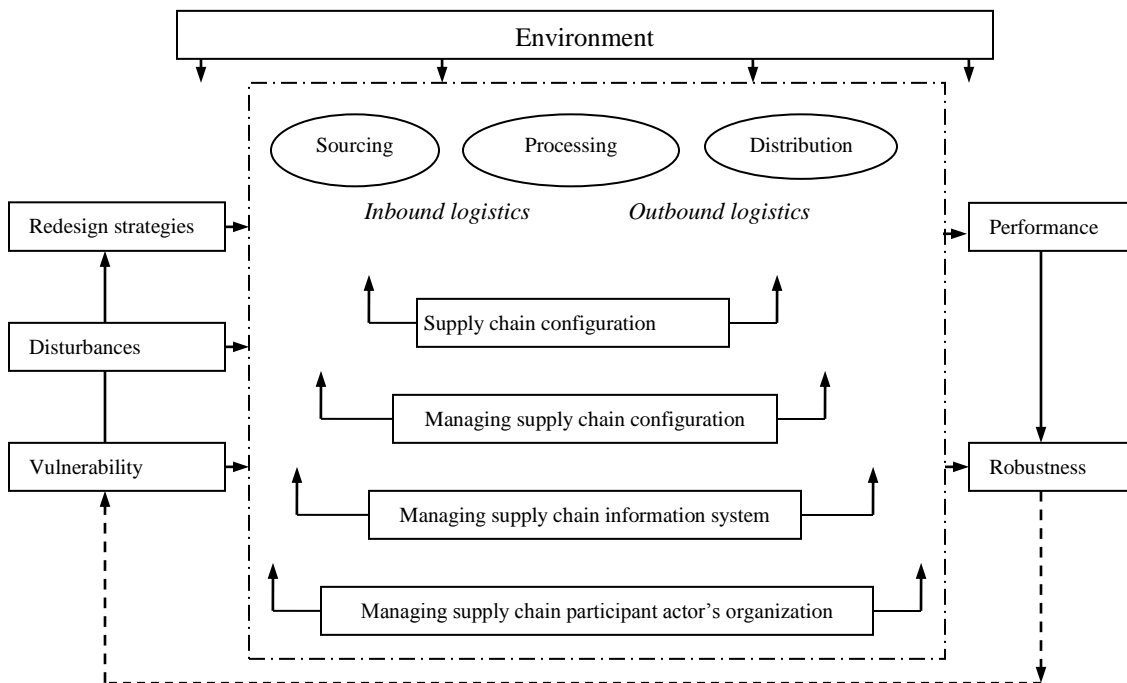 Environment
Sourcing
Processing
Distribution
Inbound logistics
Outbound logistics
Redesign strategies
Performance
Supply chain configuration
Disturbances
Managing supply chain configuration
Vulnerability
Robustness
Managing supply chain information system
Managing supply chain participant actor's organization